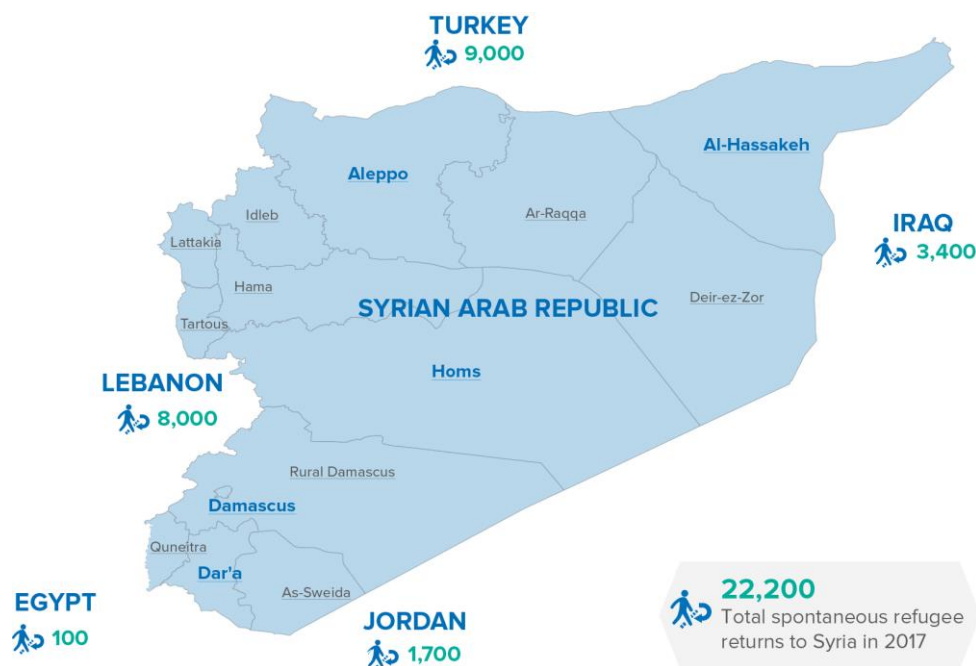 TURKEY
9,000
Al-Hassakeh
Aleppo
Idleb
Ar-Raqqa
IRAQ
3,400
Lattakia
Hama
Deir-ez-Zor
SYRIAN ARAB REPUBLIC
Tartous
Homs
LEBANON
8,000
Rural Damascus
Damascus
Quneitra
Dar'a
As-Sweida
EGYPT
100
JORDAN
1,700
22,200
Total spontaneous refugee
returns to Syria in 2017